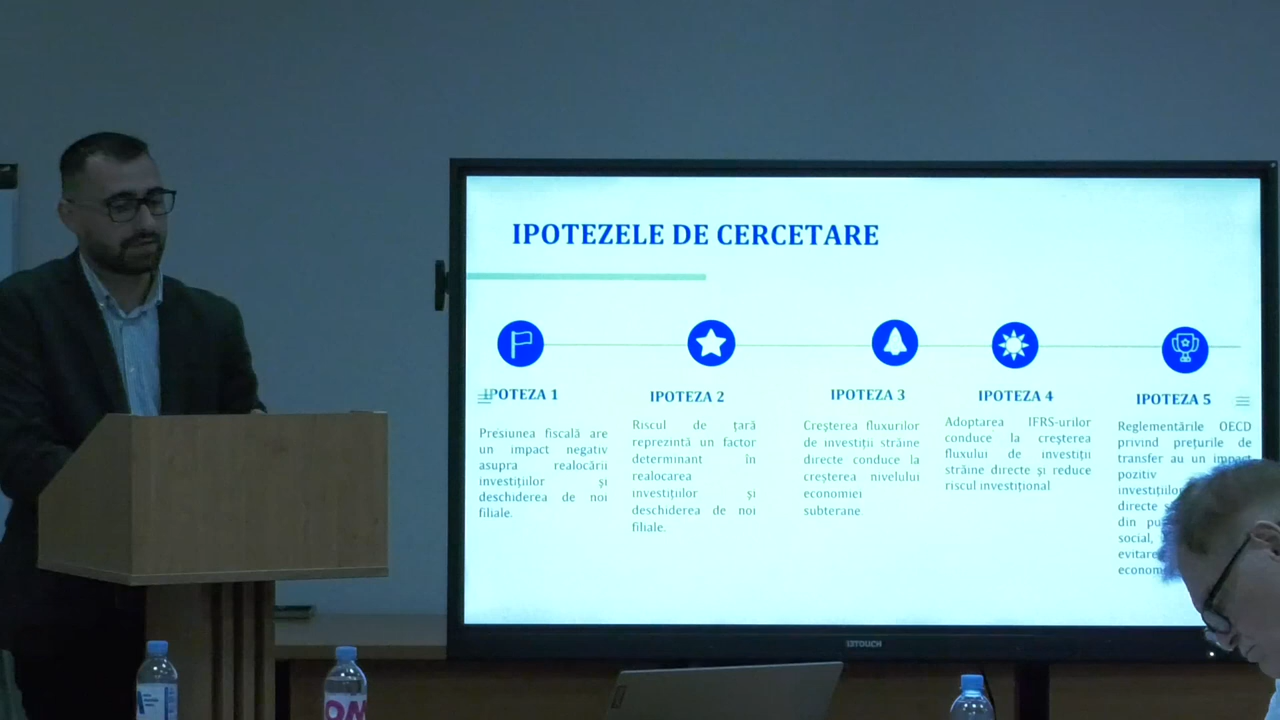 IPOTEZELE DE CERCETARE
IPOTEZA 1
Presiunea fiscală are
un impact negativ
asupra realocării
investițiilor și
deschiderea de noi
filiale.
IPOTEZA 2
Riscul de țară
reprezintă un factor
determinant în
realocarea
investițiilor și
deschiderea de noi
filiale.
IPOTEZA 3
Creșterea fluxurilor
de investiții străine
directe conduce la
creșterea nivelului
economiei
subterane.
IPOTEZA 4
Adoptarea IFRS-urilor
conduce la creșterea
fluxului de investiții
străine directe și reduce
riscul investițional
IPOTEZA 5
Reglementările OECD
privind prețurile de
transfer au un impact
pozitiv
investițiilor
directe
din
social,
OM